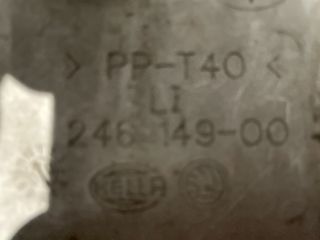 > PP-T40 <
LI
246 149-00
HELLA